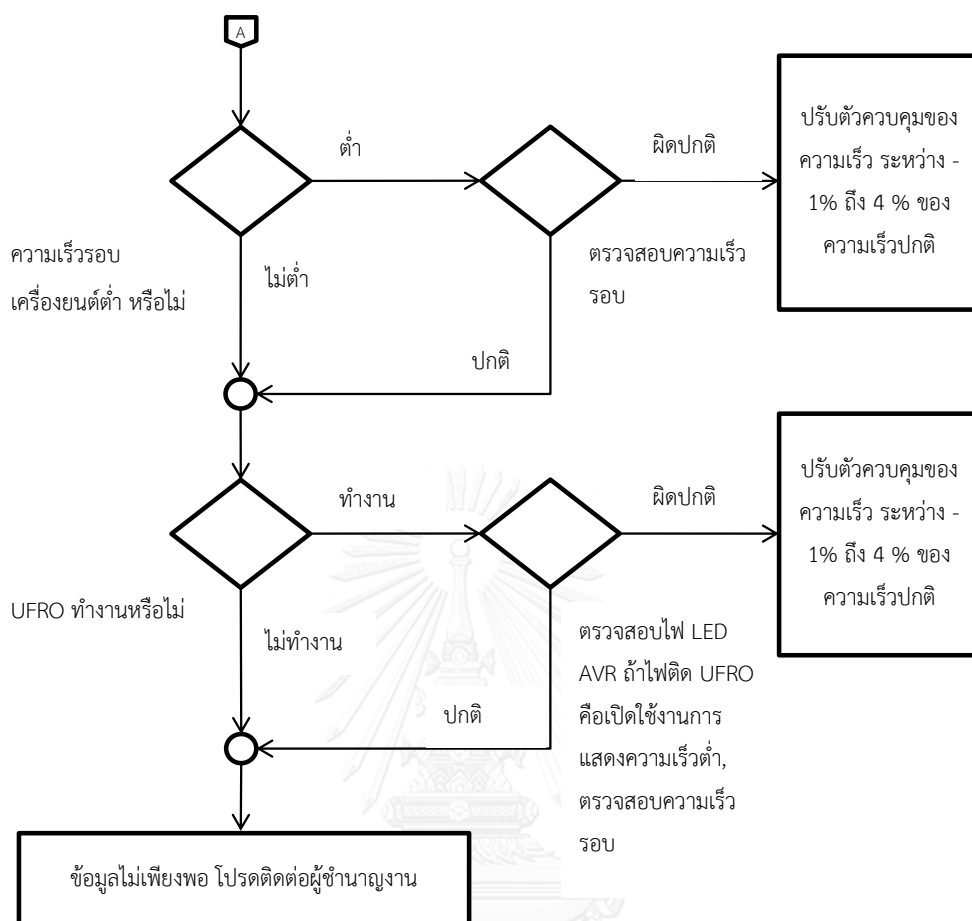 A
ต่ำ
ผิดปกติ
ปรับตัวควบคุมของ
ความเร็ว ระหว่าง -
1% ถึง 4 % ของ
ความเร็วปกติ
ความเร็วรอบ
เครื่องยนต์ต่ำ หรือไม่
ไม่ต่ำ
ตรวจสอบความเร็ว
รอบ
ปกติ
ทำงาน
ผิดปกติ
ปรับตัวควบคุมของ
ความเร็ว ระหว่าง -
1% ถึง 4 % ของ
ความเร็วปกติ
UFRO ทำงานหรือไม่
ไม่ทำงาน
ตรวจสอบไฟ LED
AVR ถ้าไฟติด UFRO
คือเปิดใช้งานการ
แสดงความเร็วต่ำ,
ตรวจสอบความเร็ว
รอบ
ปกติ
ข้อมูลไม่เพียงพอ โปรดติดต่อผู้ชำนาญงาน